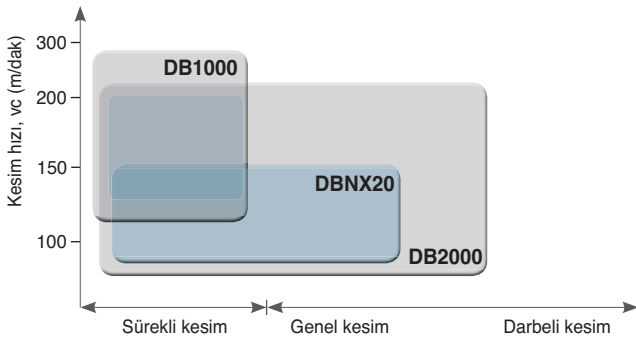 Kesim hızı, vc (m/dak)
300
200
150
100
DB1000
DBNX20
DB2000
Sürekli kesim
Genel kesim
Darbeli kesim